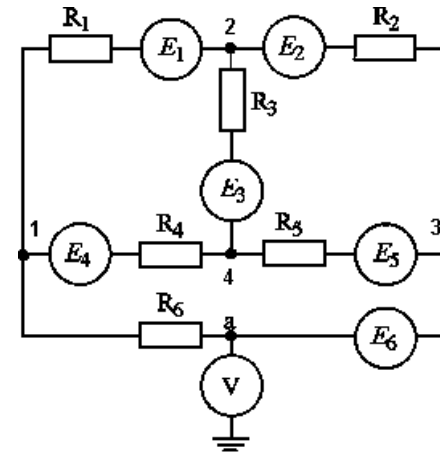 R₁ E₁ 2 E₂ R₂
R₃
E₃
1 E₄ R₄ 4 R₅ E₅ 3
R₆ a E₆
V